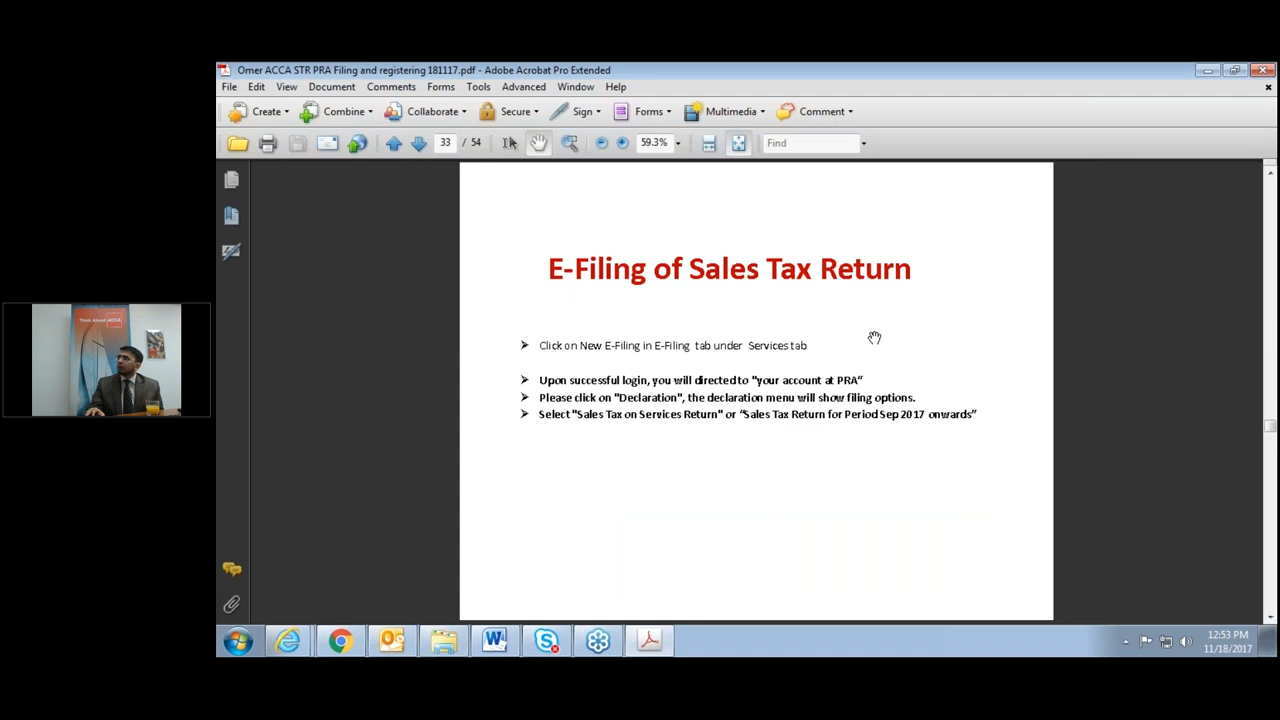 Omer ACCA STR PRA Filing and registering 181117.pdf - Adobe Acrobat Pro Extended
File Edit View Document Comments Forms Tools Advanced Window Help
Create Combine Collaborate Secure Sign Forms Multimedia Comment
33 / 54 59.3% Find
E-Filing of Sales Tax Return
Click on New E-Filing in E-Filing tab under Services tab
Upon successful login, you will directed to "your account at PRA“
Please click on "Declaration", the declaration menu will show filing options.
Select "Sales Tax on Services Return" or “Sales Tax Return for Period Sep 2017 onwards”
Think About ACCA
12:53 PM
11/18/2017